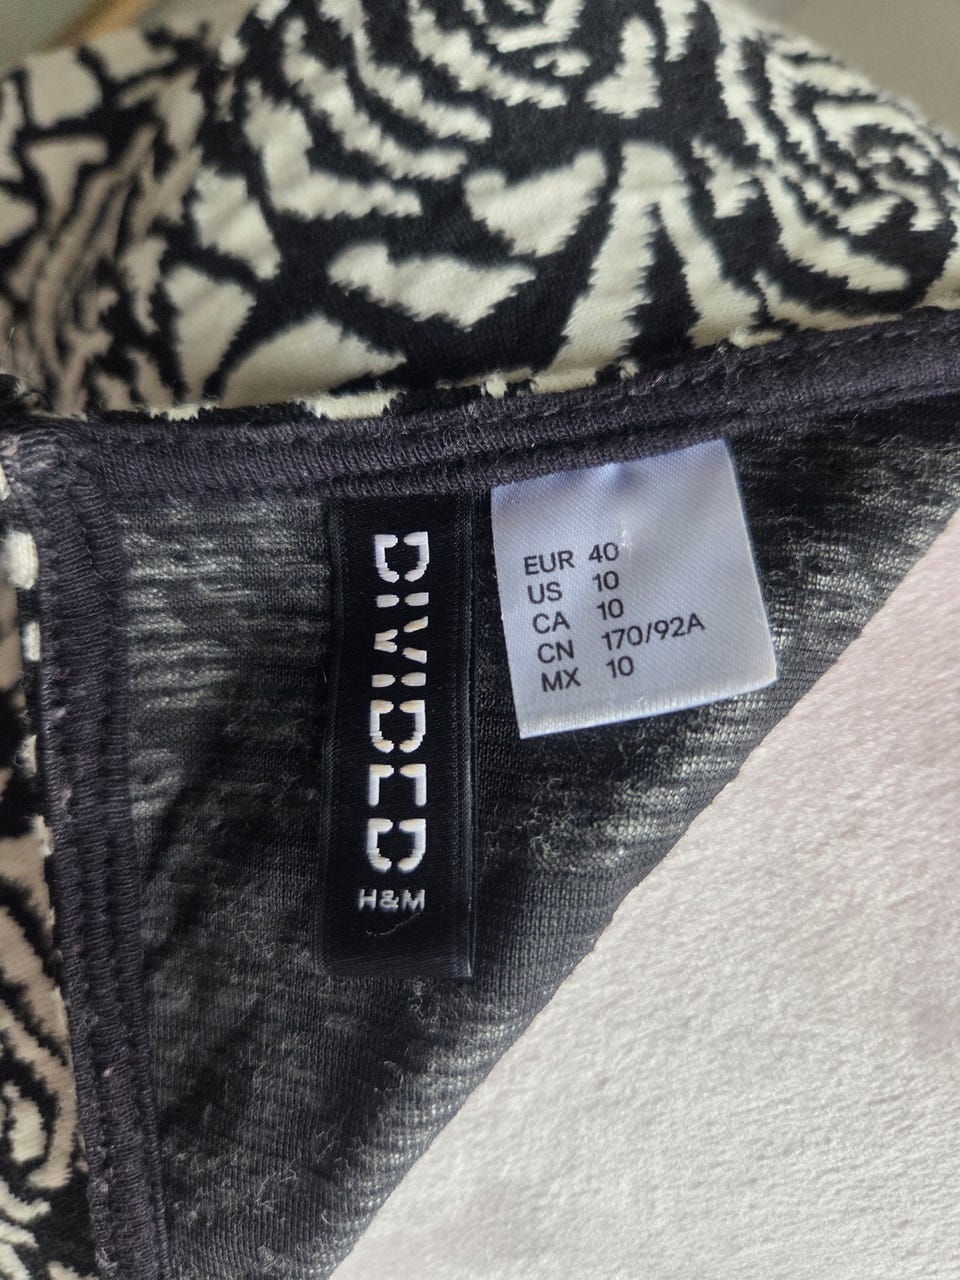 DIVIDED
H&M
EUR 40
US 10
CA 10
CN 170/92A
MX 10